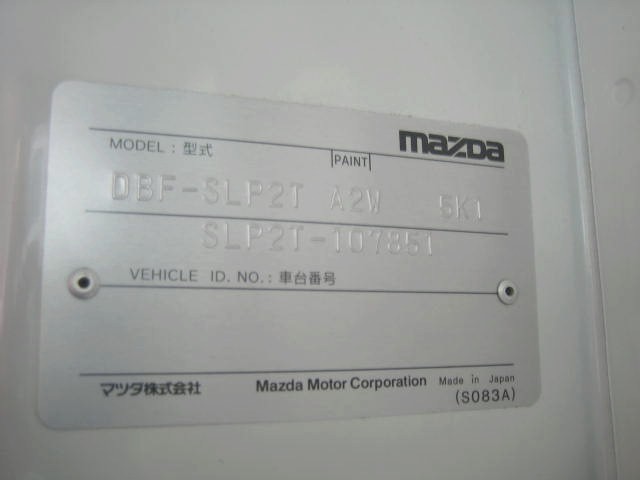 mazda
MODEL : 型式 PAINT
DBF-SLP2T A2W 5K1
SLP2T-107851
VEHICLE ID. NO. : 車台番号
マツダ株式会社 Mazda Motor Corporation Made in Japan
(S083A)